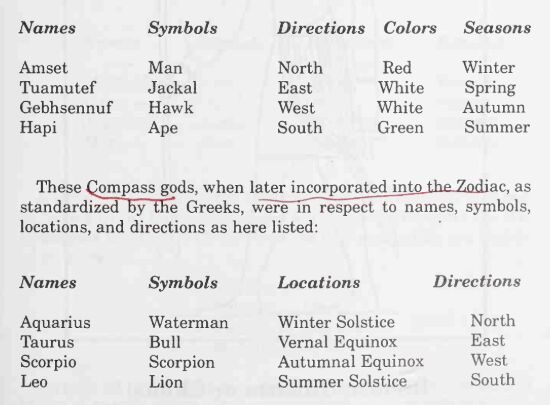 Names Symbols Directions Colors Seasons
Amset Man North Red Winter
Tuamutef Jackal East White Spring
Gebhsennuf Hawk West White Autumn
Hapi Ape South Green Summer
These Compass gods, when later incorporated into the Zodiac, as
standardized by the Greeks, were in respect to names, symbols,
locations, and directions as here listed:
Names Symbols Locations Directions
Aquarius Waterman Winter Solstice North
Taurus Bull Vernal Equinox East
Scorpio Scorpion Autumnal Equinox West
Leo Lion Summer Solstice South